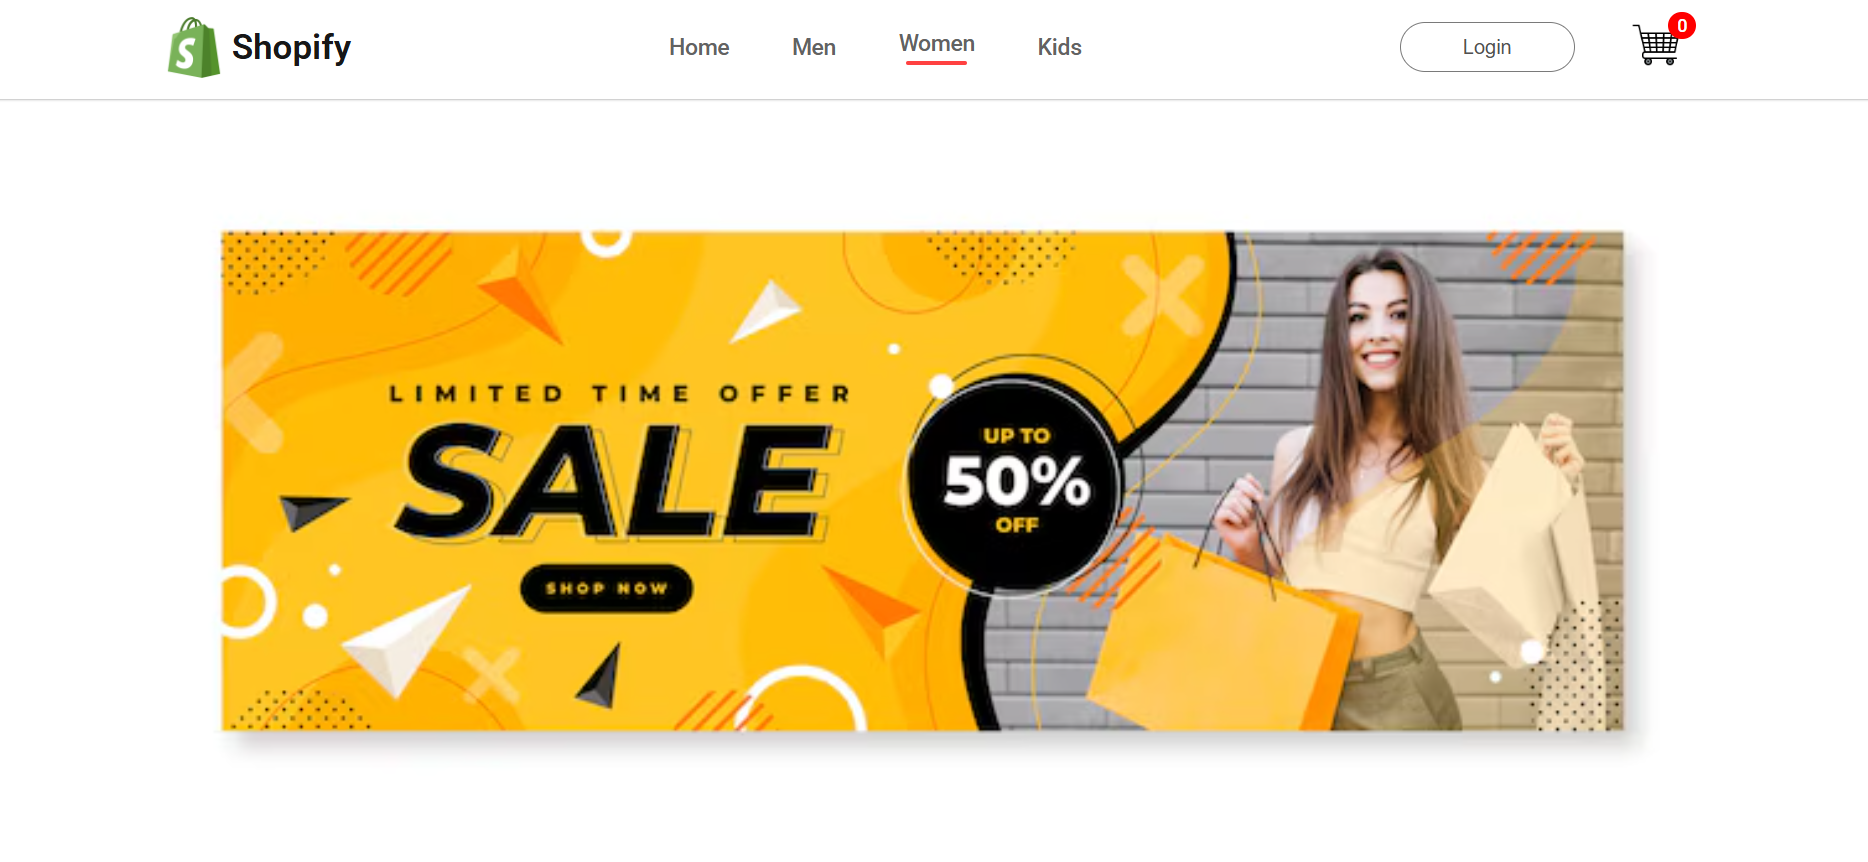 Shopify
Home
Men
Women
Kids
Login
0
LIMITED TIME OFFER
SALE
SHOP NOW
UP TO
50%
OFF